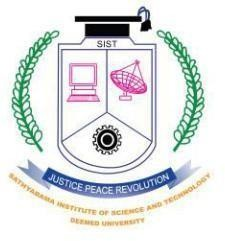 SIST
JUSTICE PEACE REVOLUTION
SATHYABAMA INSTITUTE OF SCIENCE AND TECHNOLOGY
DEEMED UNIVERSITY